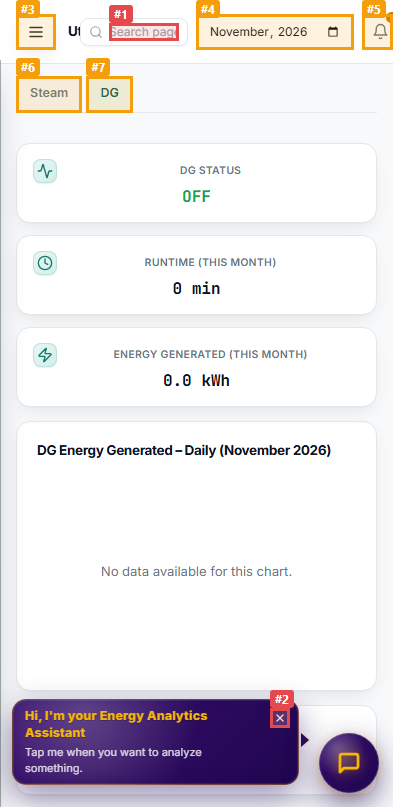 #1
#3
#4
#5
Ut
Search page
November, 2026
#6
#7
Steam
DG
DG STATUS
OFF
RUNTIME (THIS MONTH)
0 min
ENERGY GENERATED (THIS MONTH)
0.0 kWh
DG Energy Generated – Daily (November 2026)
No data available for this chart.
#2
Hi, I'm your Energy Analytics
Assistant
Tap me when you want to analyze
something.